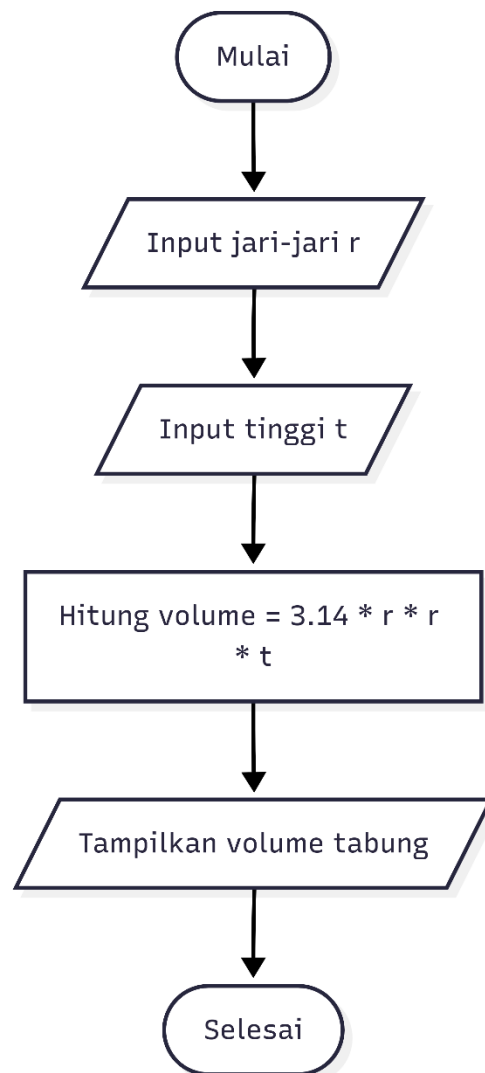 Mulai
Input jari-jari r
Input tinggi t
Hitung volume = 3.14 * r * r
* t
Tampilkan volume tabung
Selesai